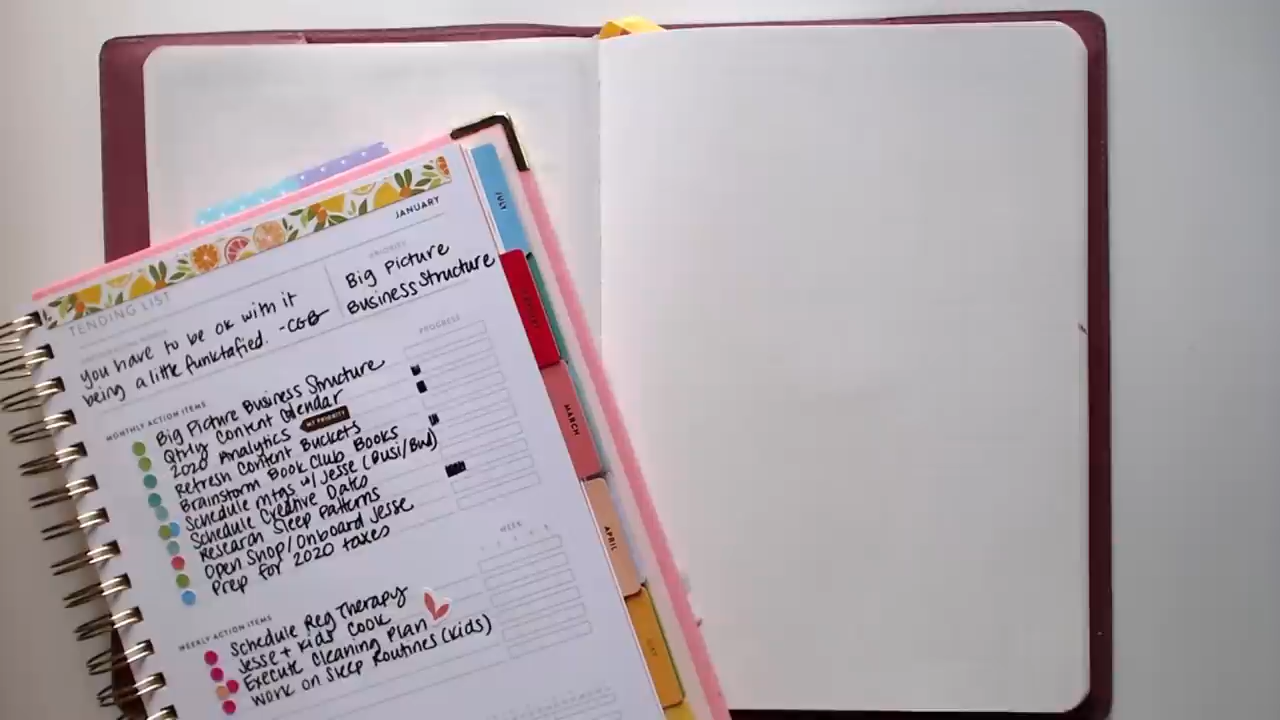 JANUARY
TENDING LIST
PRIORITY
you have to be ok with it
being a little funktafied. -CGB
Big Picture
Business Structure
MONTHLY ACTION ITEMS
PROGRESS
Big Picture Business Structure
Qtrly Content Calendar
2020 Analytics MY PRIORITY
Refresh Content Buckets
Brainstorm Book Club Books
Schedule mtgs w/ Jesse (Busi/Bud)
Schedule Creative Dates
Research Sleep Patterns
Open Shop/Onboard Jesse
Prep for 2020 taxes
WEEKLY ACTION ITEMS
WEEK
Schedule Reg Therapy
Jesse + Kids Cook
Execute Cleaning Plan
Work on Sleep Routines (Kids)
JULY
MARCH
APRIL